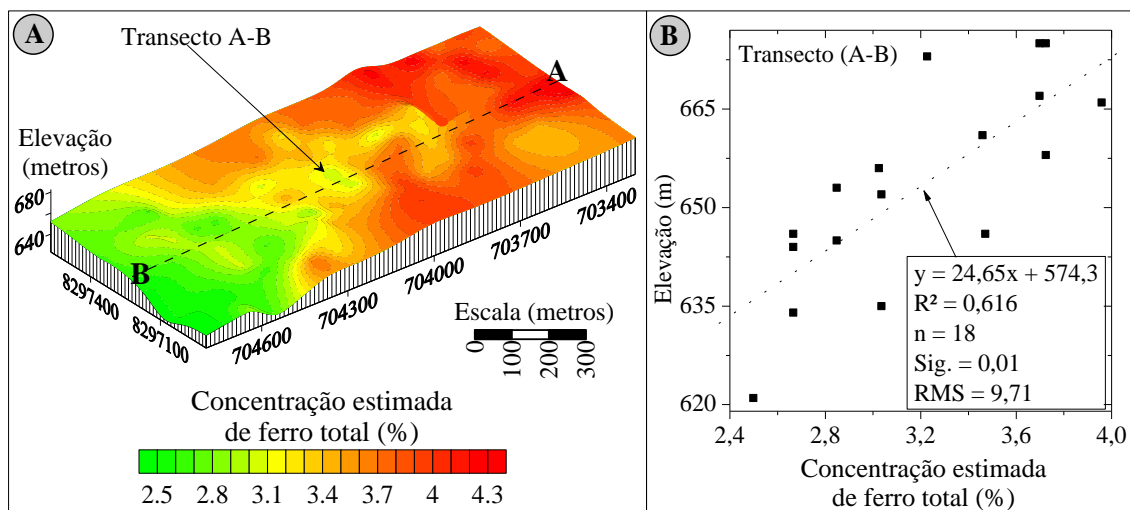 A
Transecto A-B
A
Elevação
(metros)
680
640
B
8297400
8297100
704600
704300
704000
703700
703400
Escala (metros)
0 100 200 300
Concentração estimada
de ferro total (%)
2.5 2.8 3.1 3.4 3.7 4 4.3
B
Transecto (A-B)
Elevação (m)
665
650
635
620
y = 24,65x + 574,3
R² = 0,616
n = 18
Sig. = 0,01
RMS = 9,71
2,4 2,8 3,2 3,6 4,0
Concentração estimada
de ferro total (%)